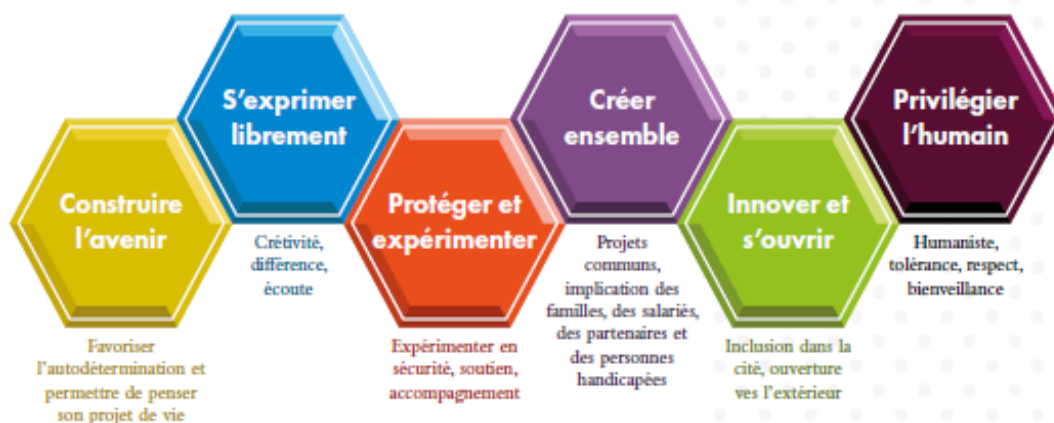 Construire
l'avenir
Favoriser
l'autodétermination et
permettre de penser
son projet de vie
S'exprimer
librement
Crétivité,
différence,
écoute
Protéger et
expérimenter
Expérimenter en
sécurité, soutien,
accompagnement
Créer
ensemble
Projets
communs,
implication des
familles, des salariés,
des partenaires et
des personnes
handicapées
Innover et
s'ouvrir
Inclusion dans la
cité, ouverture
ves l'extérieur
Privilégier
l'humain
Humaniste,
tolérance, respect,
bienveillance